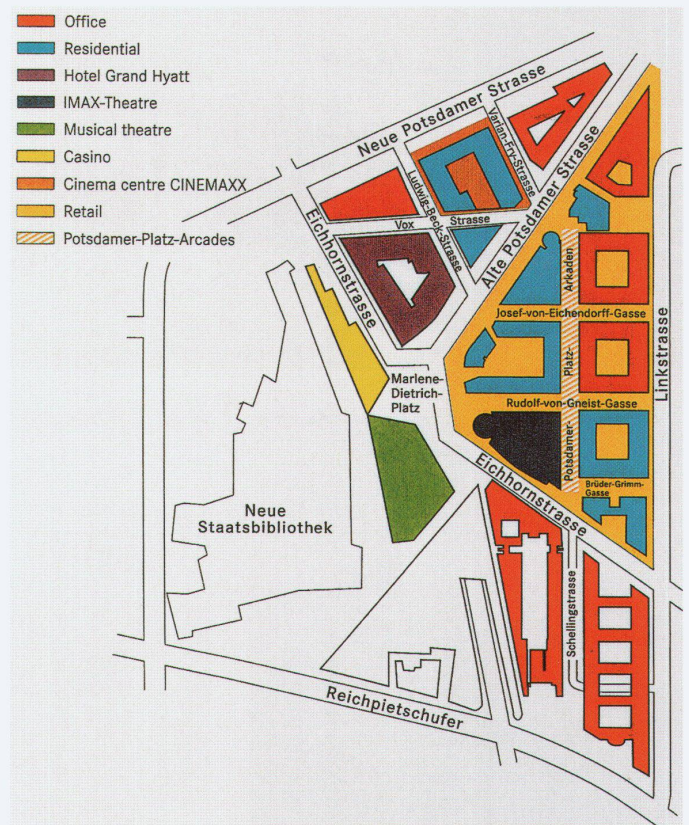 Office
Residential
Hotel Grand Hyatt
IMAX-Theatre
Musical theatre
Casino
Cinema centre CINEMAXX
Retail
Potsdamer-Platz-Arcades
Neue Potsdamer Strasse
Varian-Fry-Strasse
Ludwig-Beck-Strasse
Vox Strasse
Alte Potsdamer Strasse
Eichhornstrasse
Arkaden
Josef-von-Eichendorff-Gasse
Platz-
Linkstrasse
Marlene-
Dietrich-
Platz
Rudolf-von-Gneist-Gasse
Potsdamer-
Eichhornstrasse
Brüder-Grimm-
Gasse
Neue
Staatsbibliothek
Schellingstrasse
Reichpietschufer